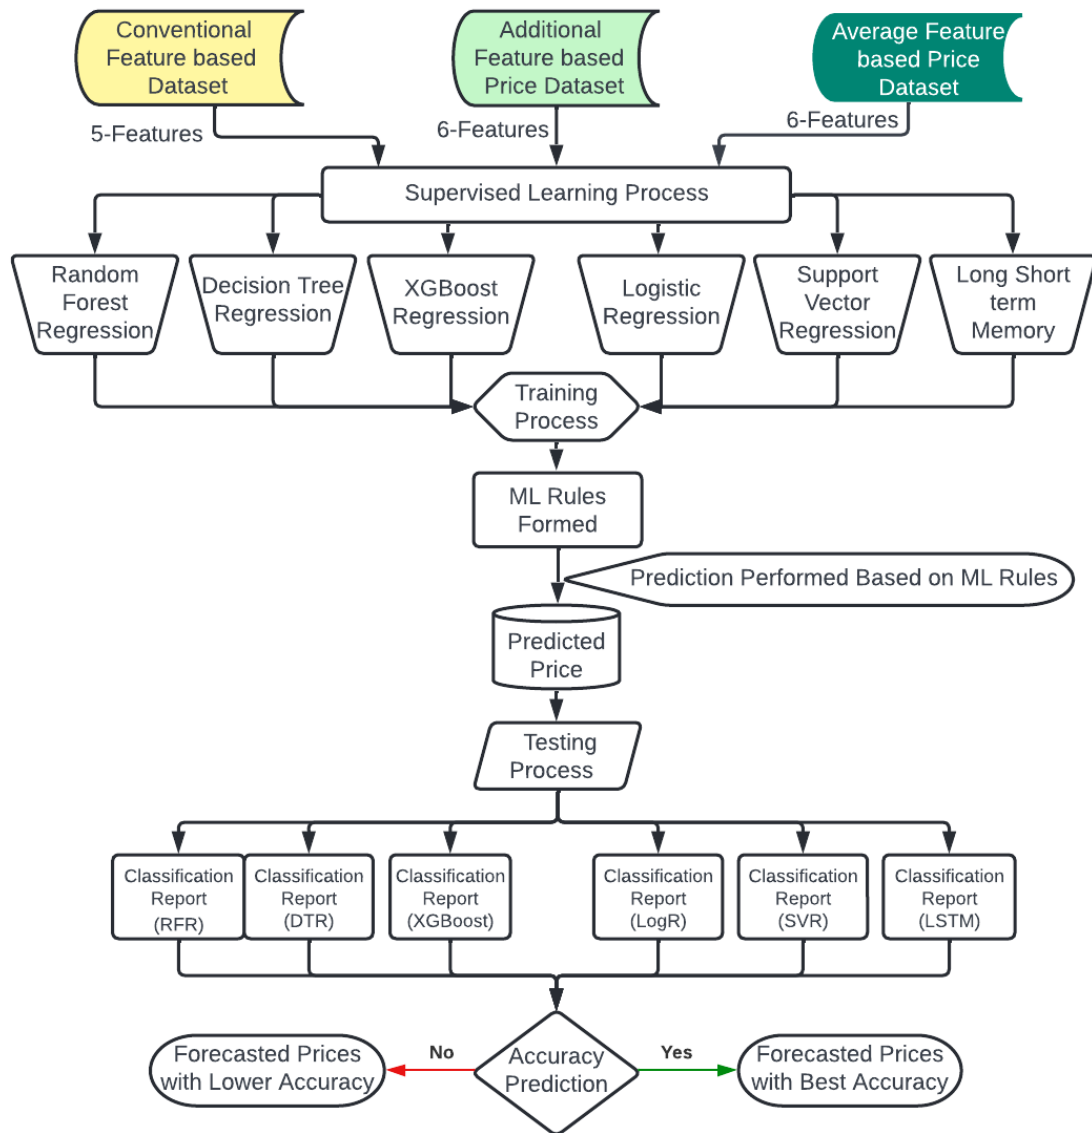 Conventional
Feature based
Dataset
Additional
Feature based
Price Dataset
Average Feature
based Price
Dataset
5-Features
6-Features
6-Features
Supervised Learning Process
Random
Forest
Regression
Decision Tree
Regression
XGBoost
Regression
Logistic
Regression
Support
Vector
Regression
Long Short
term
Memory
Training
Process
ML Rules
Formed
Prediction Performed Based on ML Rules
Predicted
Price
Testing
Process
Classification
Report
(RFR)
Classification
Report
(DTR)
Classification
Report
(XGBoost)
Classification
Report
(LogR)
Classification
Report
(SVR)
Classification
Report
(LSTM)
Forecasted Prices
with Lower Accuracy
No
Accuracy
Prediction
Yes
Forecasted Prices
with Best Accuracy